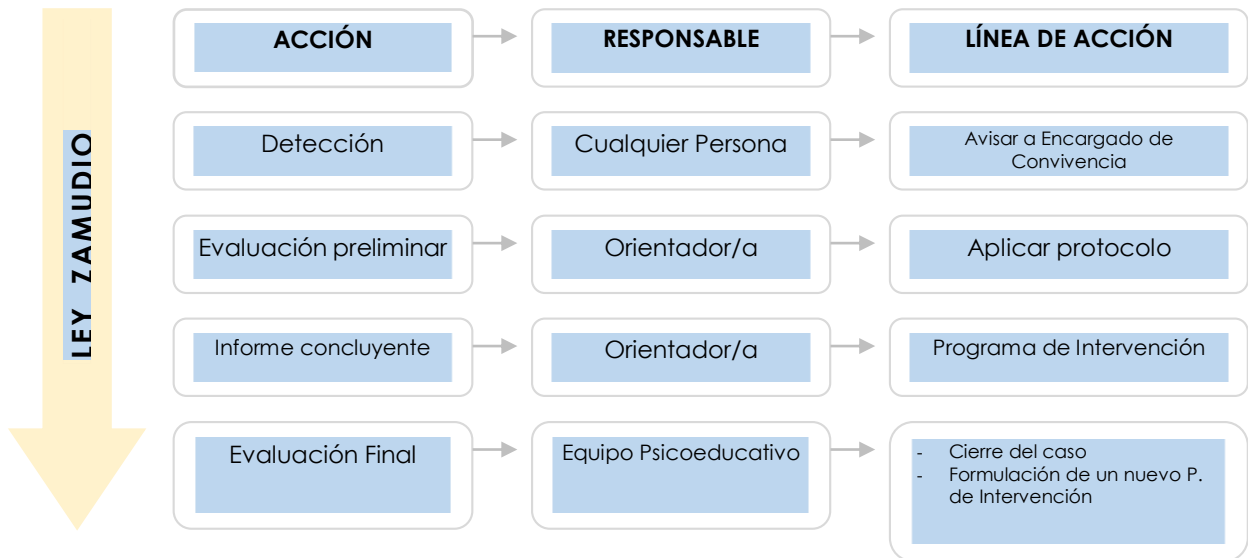 LEY ZAMUDIO
ACCIÓN
RESPONSABLE
LÍNEA DE ACCIÓN
Detección
Cualquier Persona
Avisar a Encargado de
Convivencia
Evaluación preliminar
Orientador/a
Aplicar protocolo
Informe concluyente
Orientador/a
Programa de Intervención
Evaluación Final
Equipo Psicoeducativo
- Cierre del caso
- Formulación de un nuevo P.
de Intervención